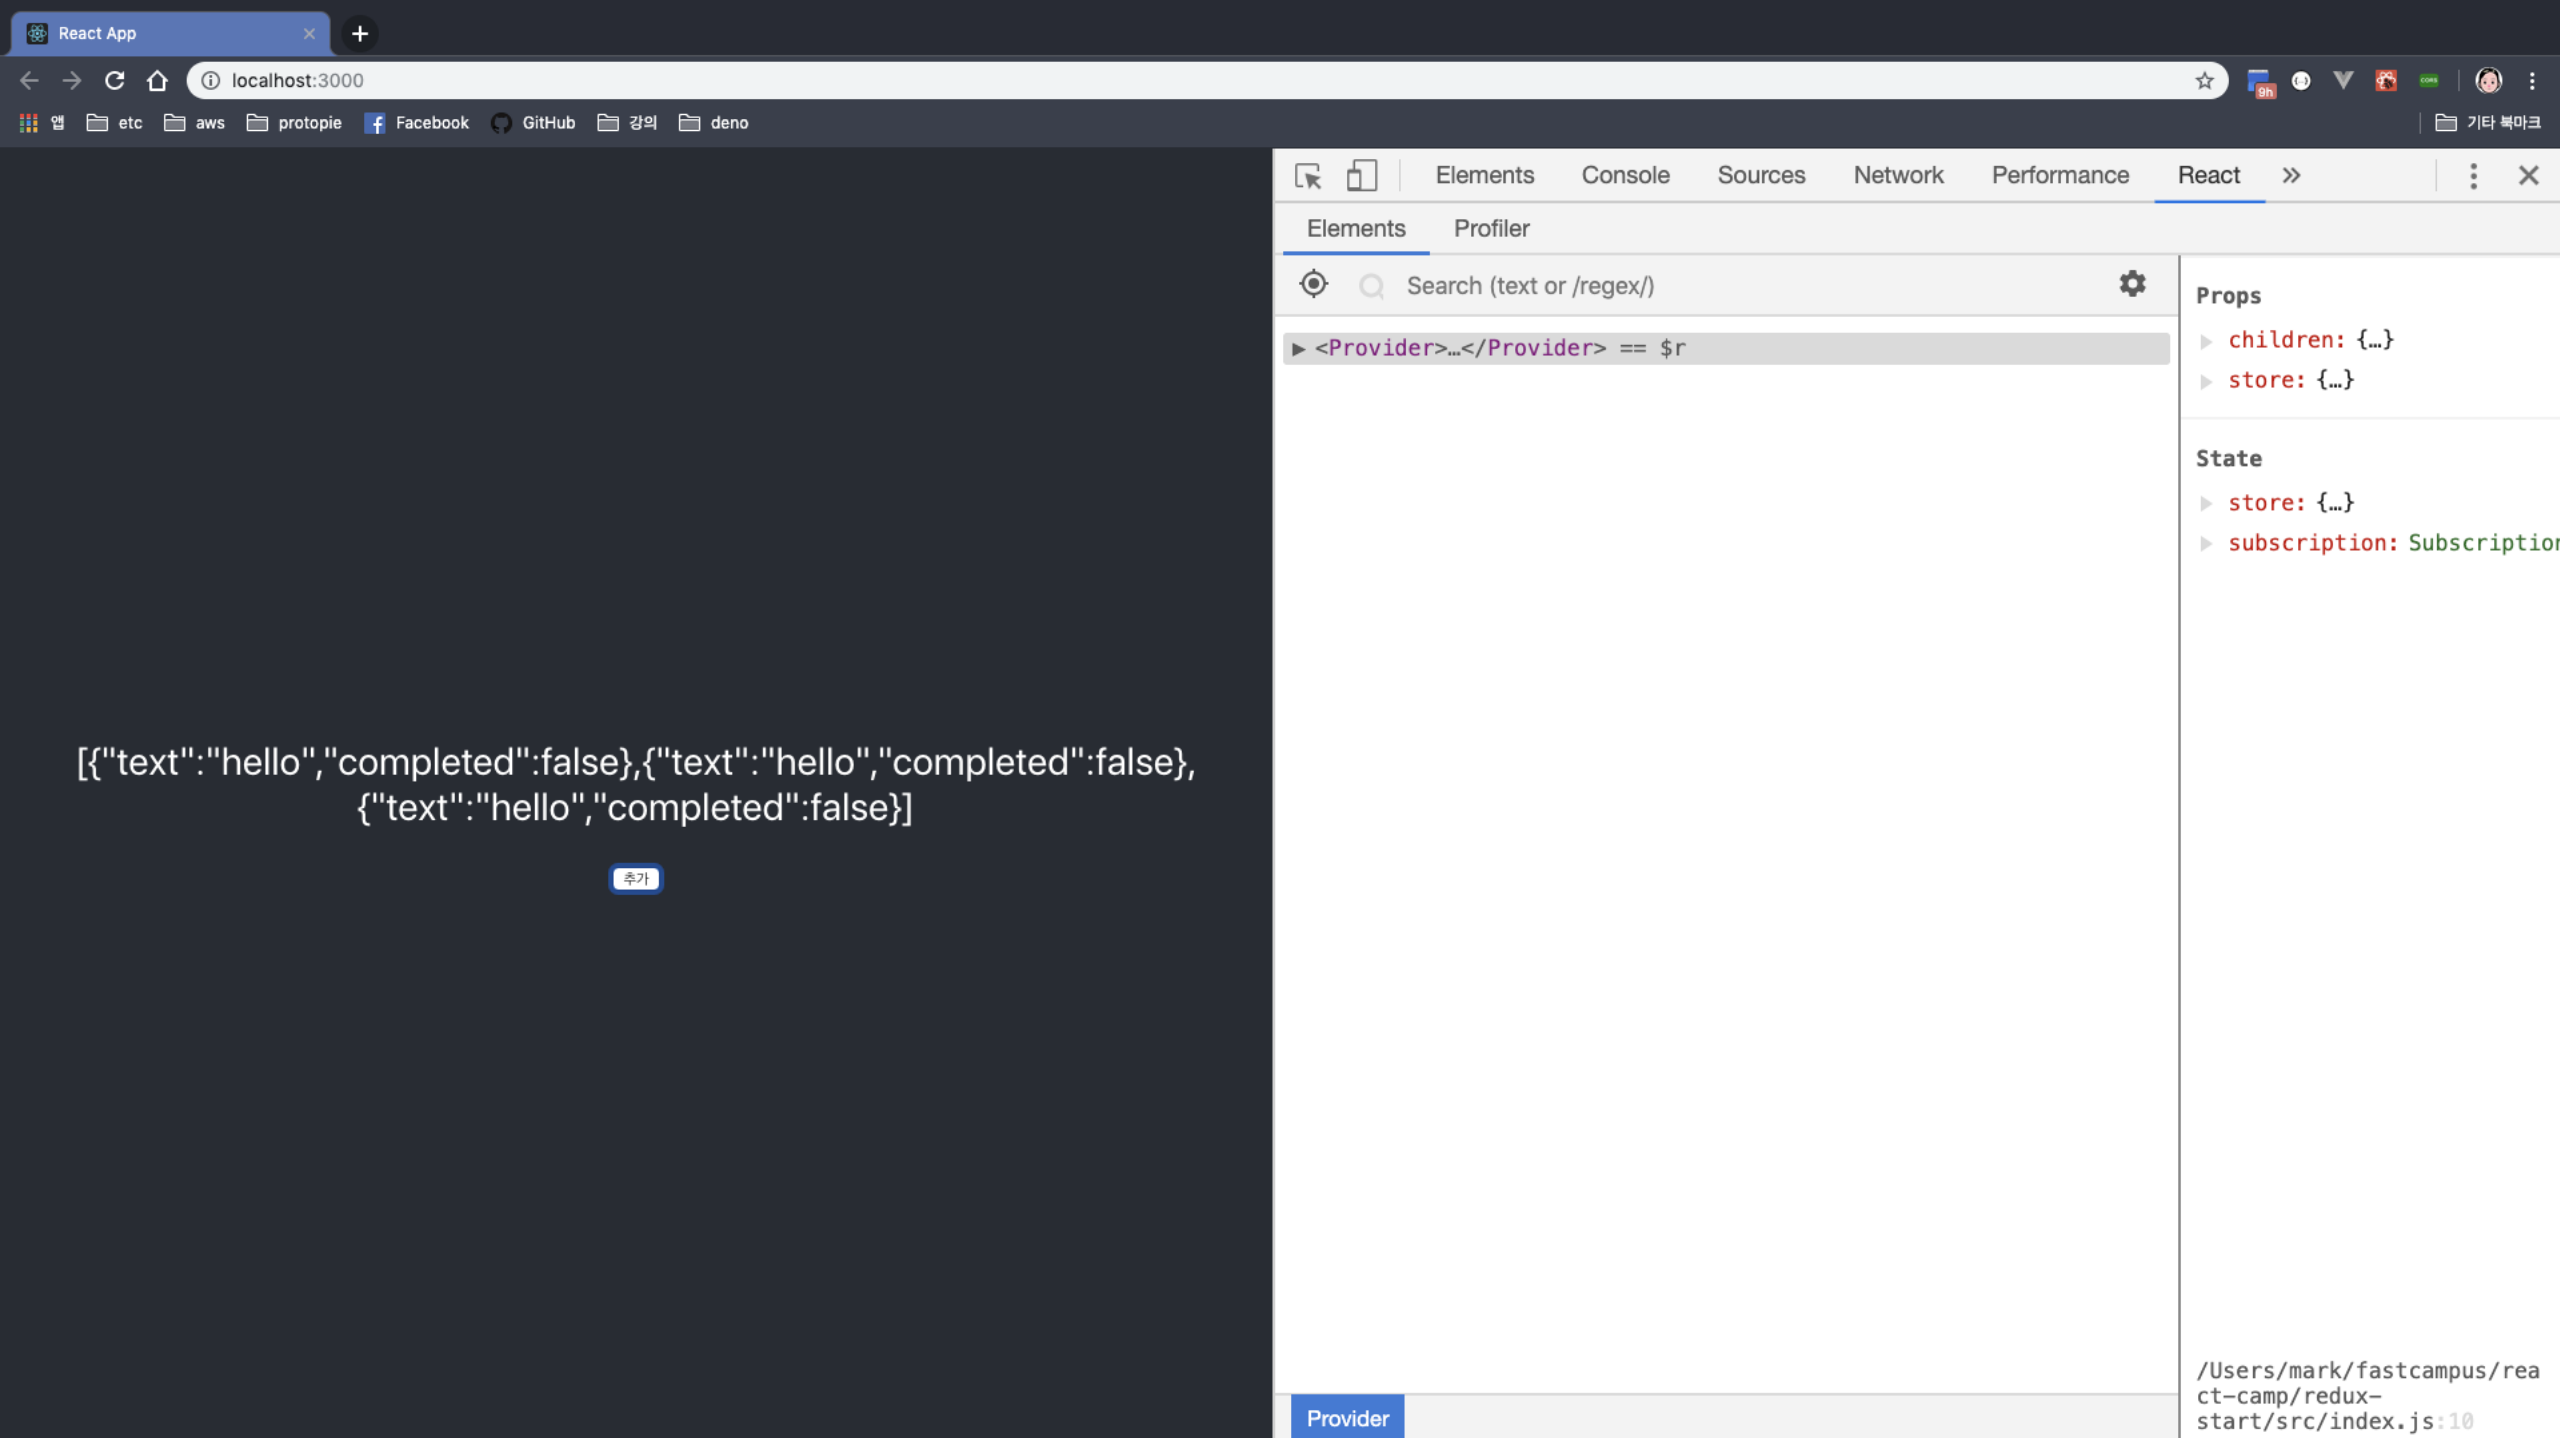 React App
localhost:3000
9h
앱 etc aws protopie Facebook GitHub 강의 deno 기타 북마크
Elements Console Sources Network Performance React »
Elements Profiler
Search (text or /regex/)
▶ <Provider>…</Provider> == $r
Props
▶ children: {…}
▶ store: {…}
State
▶ store: {…}
▶ subscription: Subscription
[{"text":"hello","completed":false},{"text":"hello","completed":false},
{"text":"hello","completed":false}]
추가
/Users/mark/fastcampus/rea
ct-camp/redux-
start/src/index.js:10
Provider